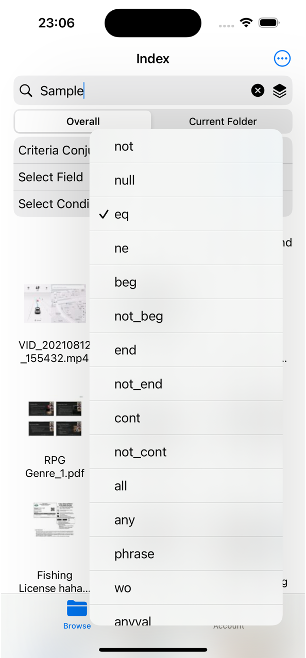 23:06
Index
Sample
Overall
Current Folder
Criteria Conju
Select Field
Select Condi
not
null
✓ eq
ne
beg
not_beg
end
not_end
cont
not_cont
all
any
phrase
wo
anyval
nd
VID_20210812
_155432.mp4
...
RPG
Genre_1.pdf
Fishing
License haha...
g
Browse
Account